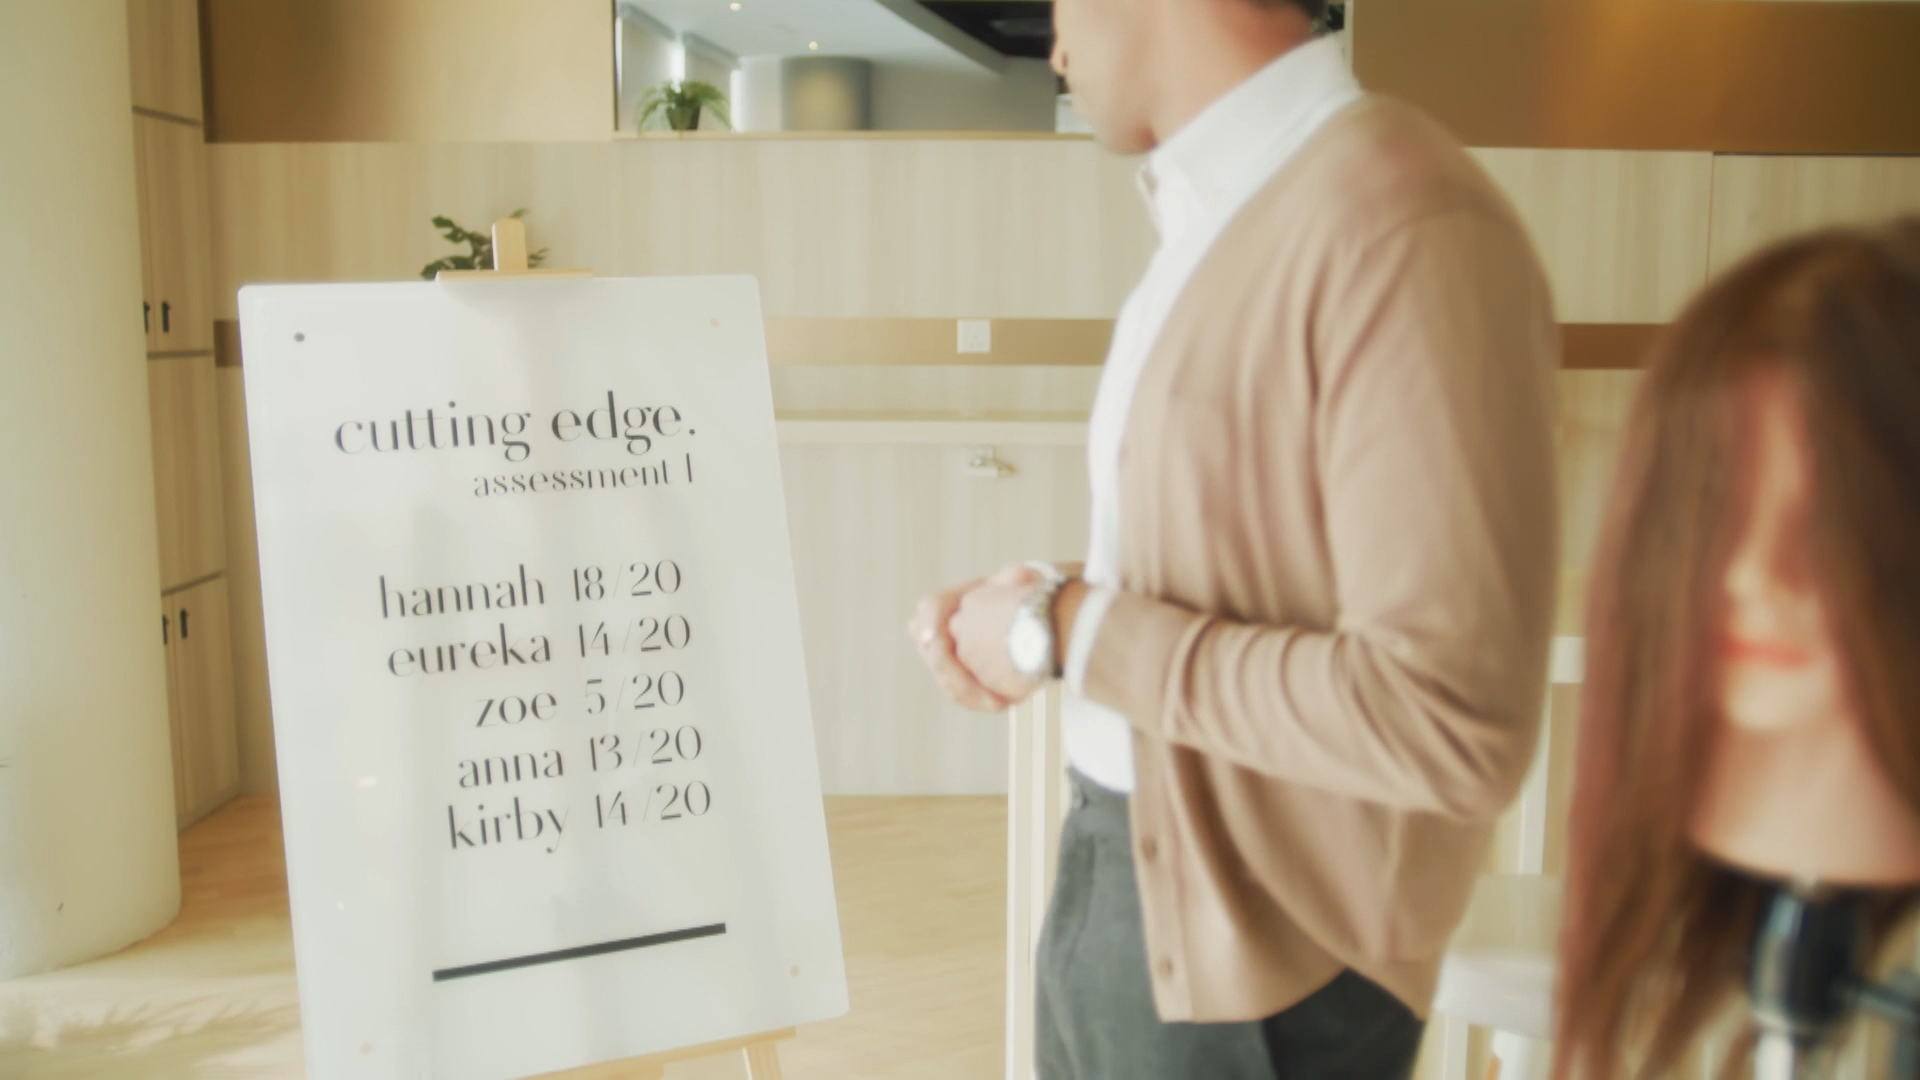 cutting edge.
assessment 1
hannah 18/20
eureka 14/20
zoe 5/20
anna 13/20
kirby 14/20